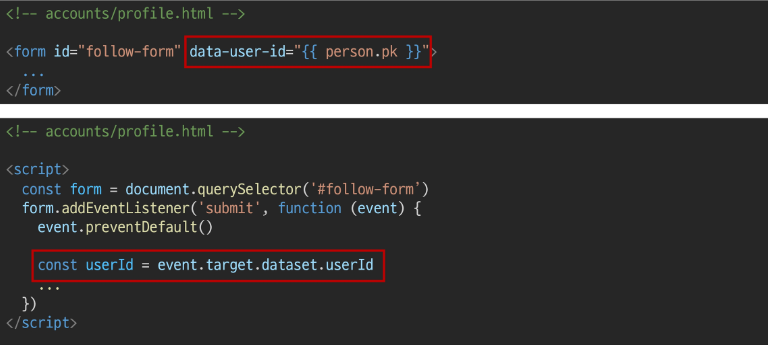 <!-- accounts/profile.html -->
<form id="follow-form" data-user-id="{{ person.pk }}">
...
</form>
<!-- accounts/profile.html -->
<script>
const form = document.querySelector('#follow-form’)
form.addEventListener('submit', function (event) {
event.preventDefault()
const userId = event.target.dataset.userId
...
})
</script>